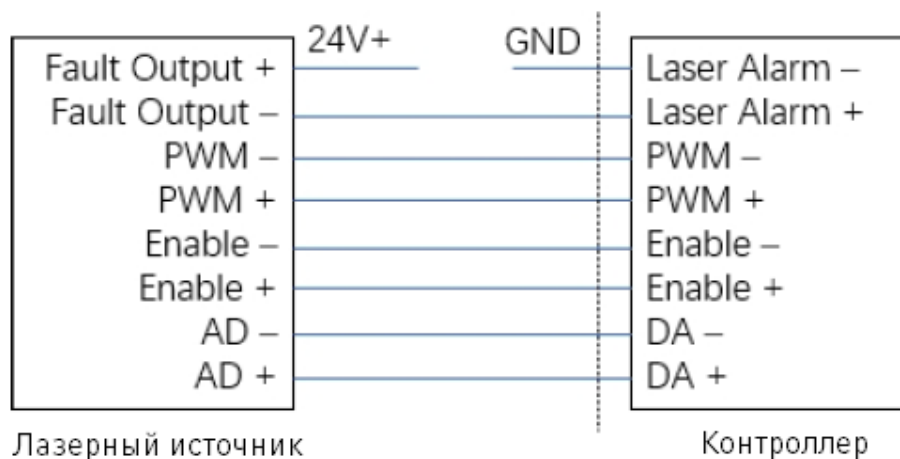 24V+
GND
Fault Output +
Laser Alarm –
Fault Output –
Laser Alarm +
PWM –
PWM –
PWM +
PWM +
Enable –
Enable –
Enable +
Enable +
AD –
DA –
AD +
DA +
Лазерный источник
Контроллер